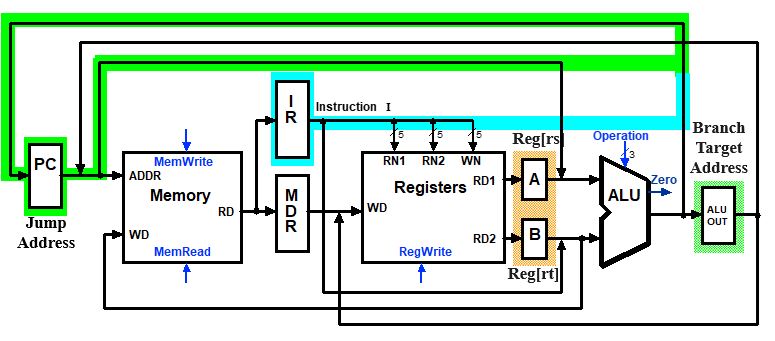 PC
Jump
Address
MemWrite
ADDR
Memory
RD
WD
MemRead
I
R
Instruction I
M
D
R
5
5
5
RN1 RN2 WN
Registers
RD1
WD
RD2
RegWrite
Reg[rs]
A
B
Reg[rt]
Operation
3
ALU
Zero
Branch
Target
Address
ALU
OUT